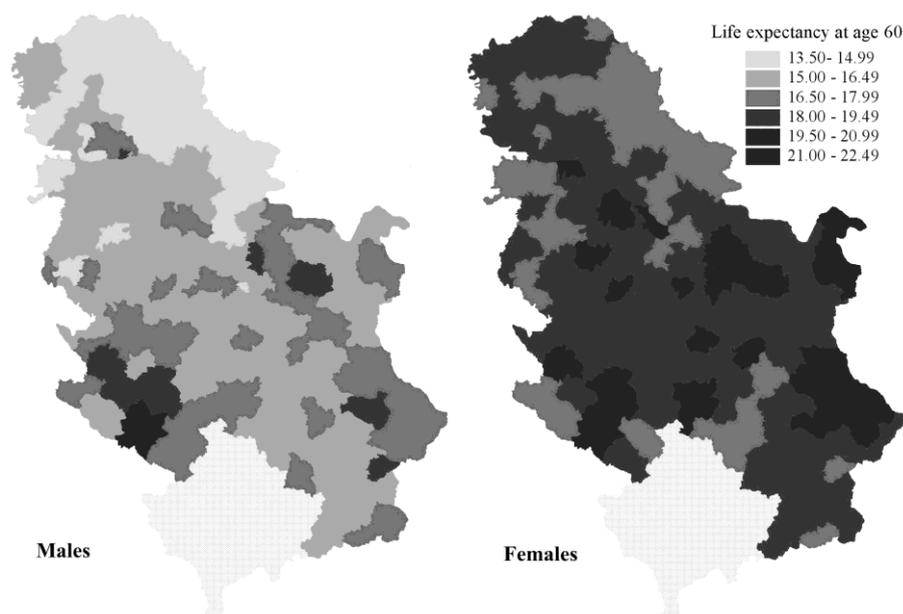 Life expectancy at age 60
13.50- 14.99
15.00 - 16.49
16.50 - 17.99
18.00 - 19.49
19.50 - 20.99
21.00 - 22.49
Males
Females